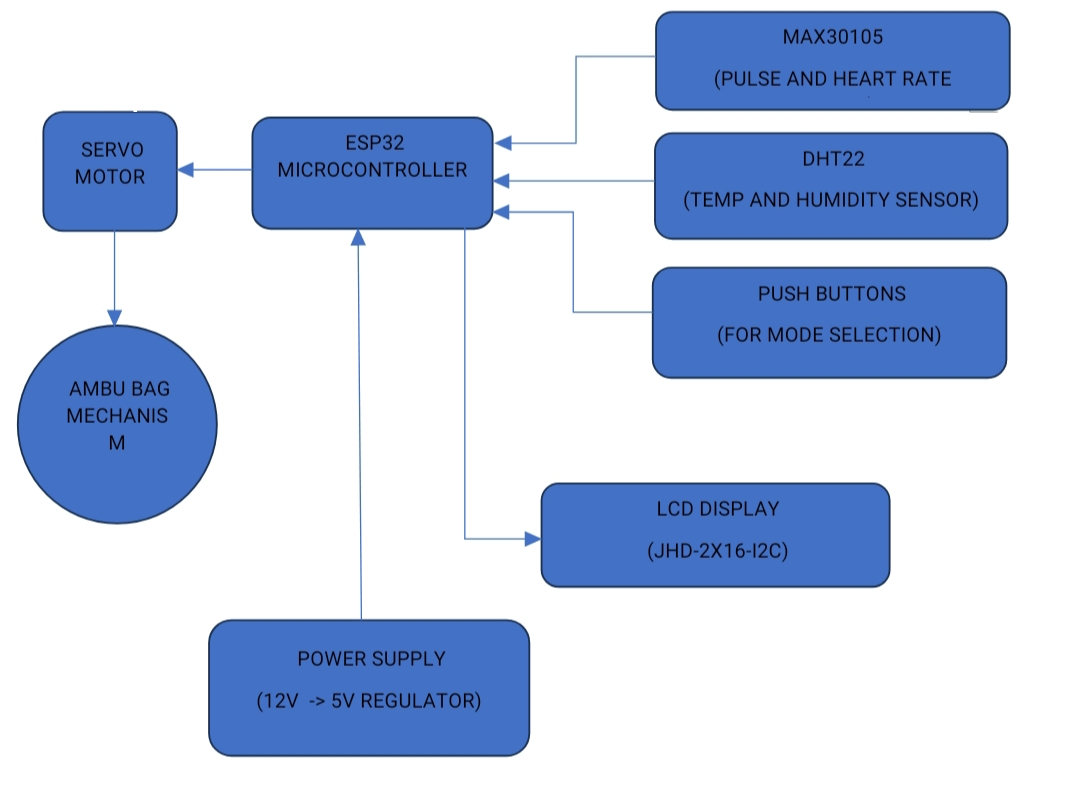 MAX30105
(PULSE AND HEART RATE
SERVO
MOTOR
ESP32
MICROCONTROLLER
DHT22
(TEMP AND HUMIDITY SENSOR)
PUSH BUTTONS
(FOR MODE SELECTION)
AMBU BAG
MECHANIS
M
LCD DISPLAY
(JHD-2X16-I2C)
POWER SUPPLY
(12V  -> 5V REGULATOR)